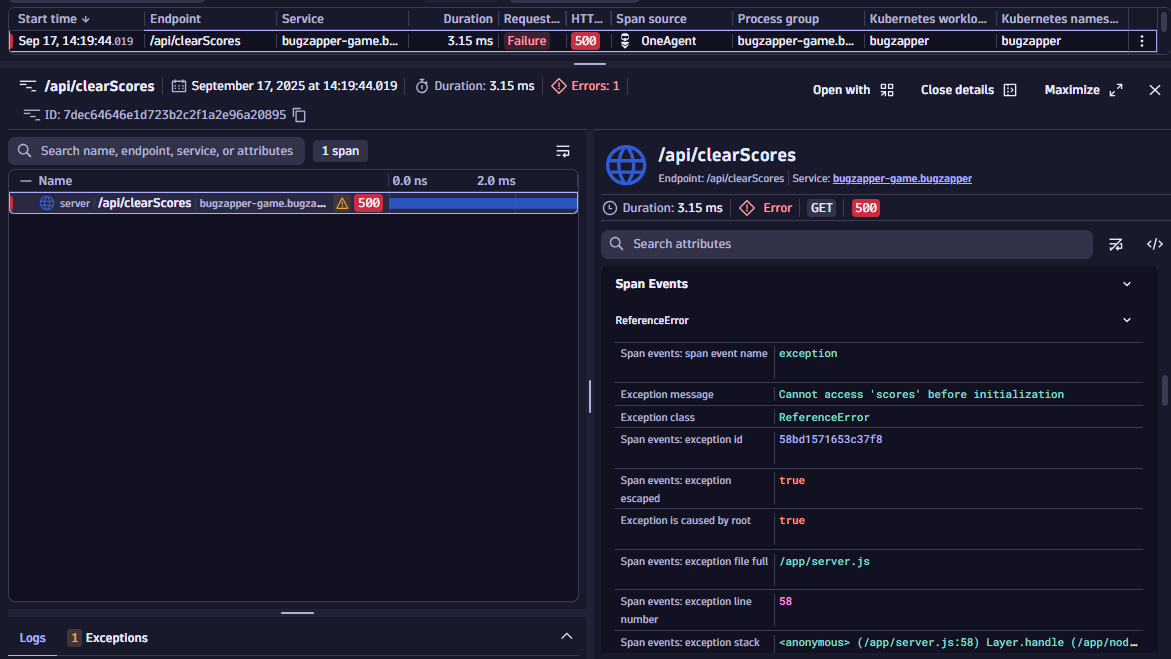 Start time Endpoint Service Duration Request... HTT... Span source Process group Kubernetes worklo... Kubernetes names...
Sep 17, 14:19:44.019 /api/clearScores bugzapper-game.b... 3.15 ms Failure 500 OneAgent bugzapper-game.b... bugzapper bugzapper
/api/clearScores September 17, 2025 at 14:19:44.019 Duration: 3.15 ms Errors: 1
Open with Close details Maximize
ID: 7dec64646e1d723b2c2f1a2e96a20895
Search name, endpoint, service, or attributes 1 span
Name 0.0 ns 2.0 ms
server /api/clearScores bugzapper-game.bugza... 500
Logs 1 Exceptions
/api/clearScores
Endpoint: /api/clearScores Service: bugzapper-game.bugzapper
Duration: 3.15 ms Error GET 500
Search attributes </>
Span Events
ReferenceError
Span events: span event name exception
Exception message Cannot access 'scores' before initialization
Exception class ReferenceError
Span events: exception id 58bd1571653c37f8
Span events: exception true
escaped
Exception is caused by root true
Span events: exception file full /app/server.js
Span events: exception line 58
number
Span events: exception stack <anonymous> (/app/server.js:58) Layer.handle (/app/nod...